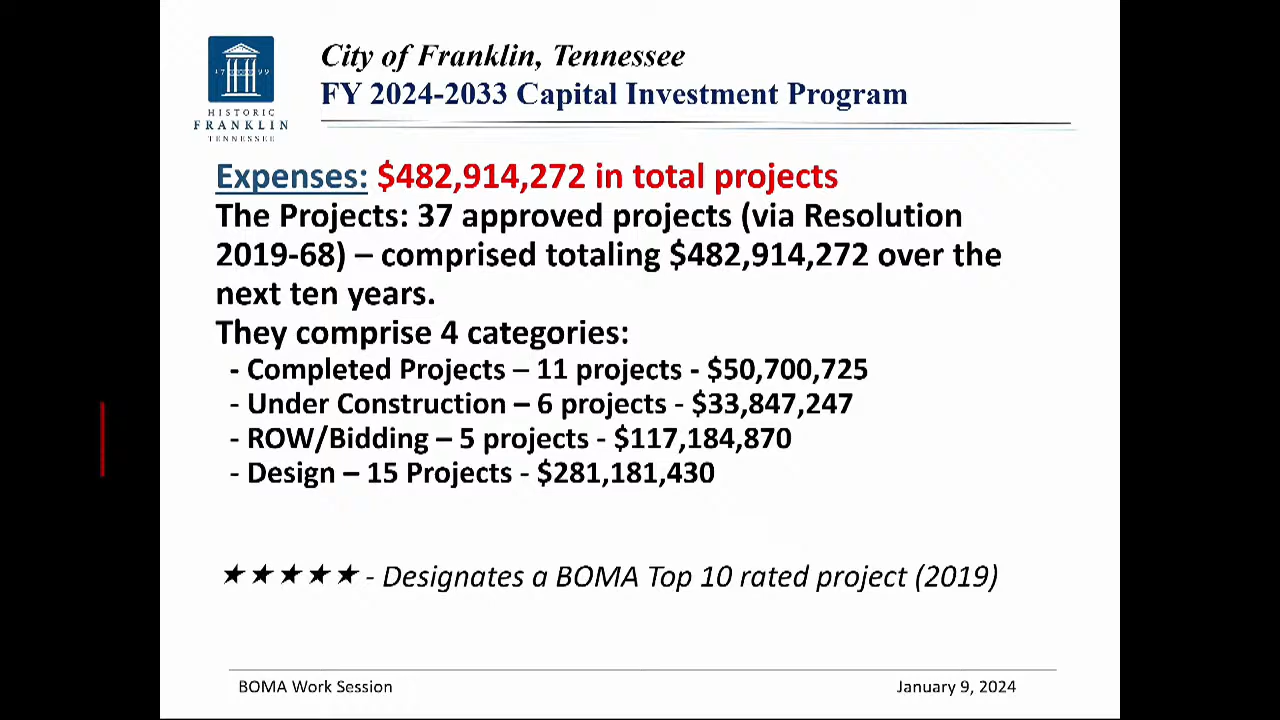 1799
HISTORIC
FRANKLIN
TENNESSEE
City of Franklin, Tennessee
FY 2024-2033 Capital Investment Program
Expenses: $482,914,272 in total projects
The Projects: 37 approved projects (via Resolution
2019-68) – comprised totaling $482,914,272 over the
next ten years.
They comprise 4 categories:
- Completed Projects – 11 projects - $50,700,725
- Under Construction – 6 projects - $33,847,247
- ROW/Bidding – 5 projects - $117,184,870
- Design – 15 Projects - $281,181,430
★★★★★ - Designates a BOMA Top 10 rated project (2019)
BOMA Work Session
January 9, 2024